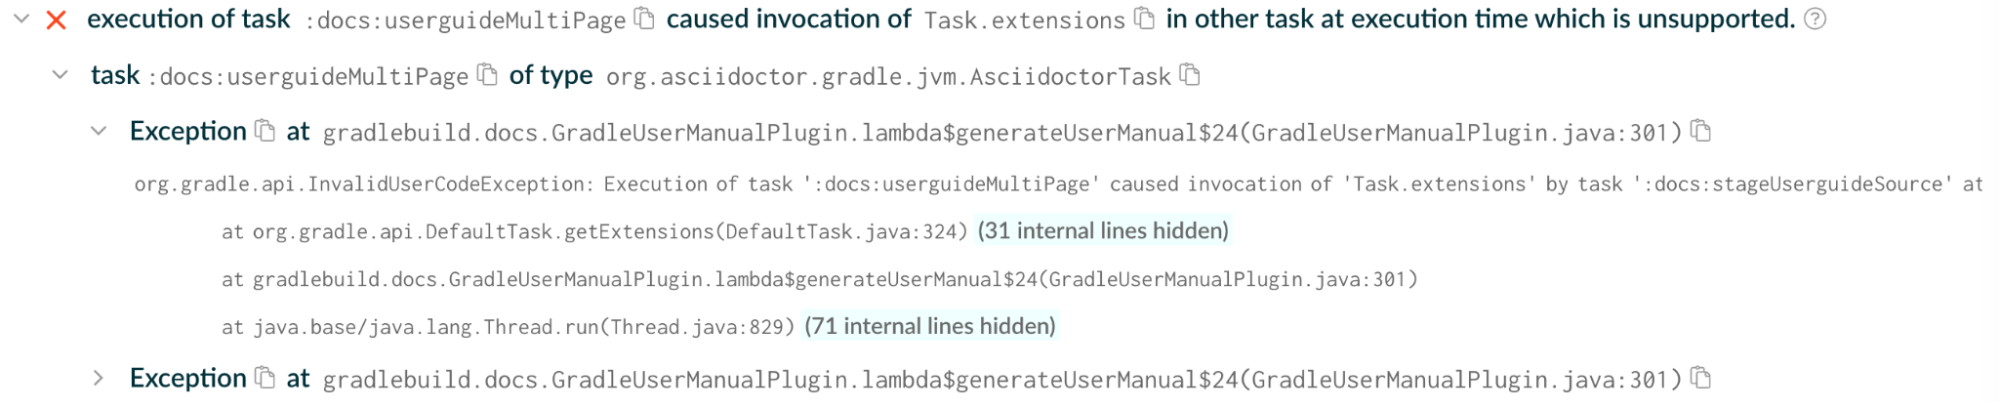 execution of task :docs:userguideMultiPage caused invocation of Task.extensions in other task at execution time which is unsupported. ?
task :docs:userguideMultiPage of type org.asciidoctor.gradle.jvm.AsciidoctorTask
Exception at gradlebuild.docs.GradleUserManualPlugin.lambda$generateUserManual$24(GradleUserManualPlugin.java:301)
org.gradle.api.InvalidUserCodeException: Execution of task ':docs:userguideMultiPage' caused invocation of 'Task.extensions' by task ':docs:stageUserguideSource' at
at org.gradle.api.DefaultTask.getExtensions(DefaultTask.java:324) (31 internal lines hidden)
at gradlebuild.docs.GradleUserManualPlugin.lambda$generateUserManual$24(GradleUserManualPlugin.java:301)
at java.base/java.lang.Thread.run(Thread.java:829) (71 internal lines hidden)
Exception at gradlebuild.docs.GradleUserManualPlugin.lambda$generateUserManual$24(GradleUserManualPlugin.java:301)